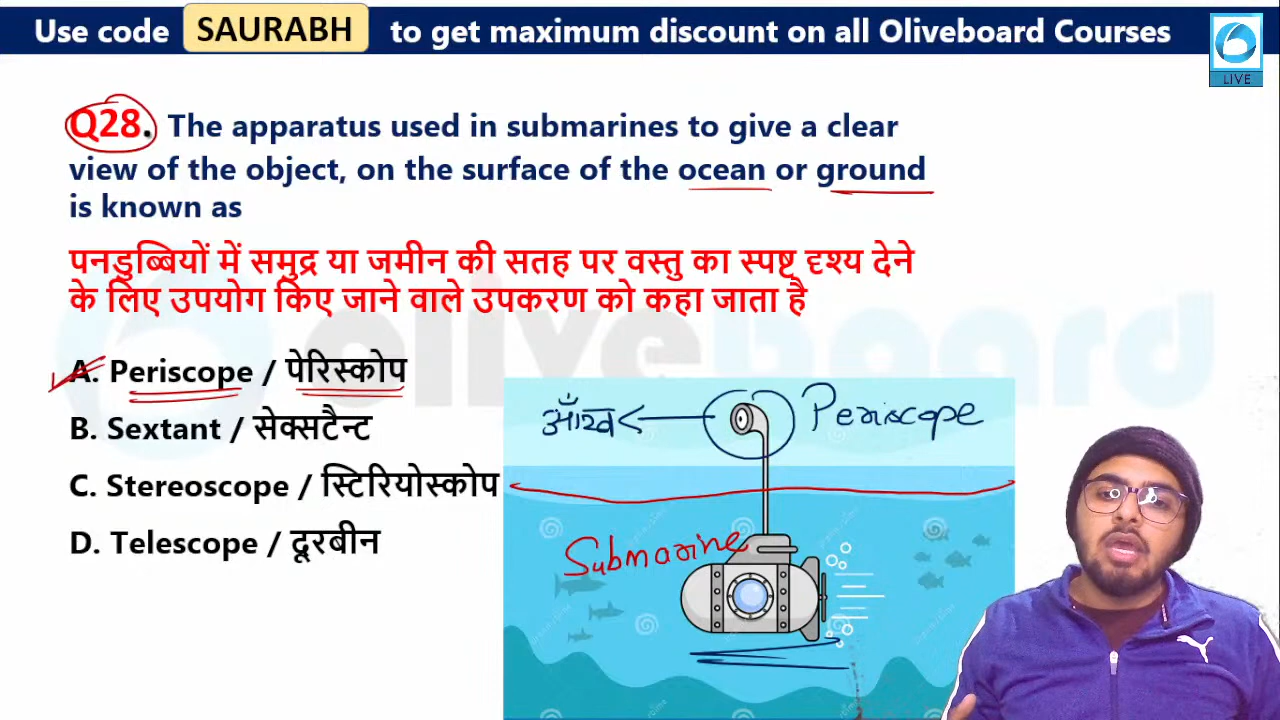 Use code SAURABH to get maximum discount on all Oliveboard Courses
LIVE
Q28. The apparatus used in submarines to give a clear
view of the object, on the surface of the ocean or ground
is known as
पनडुब्बियों में समुद्र या जमीन की सतह पर वस्तु का स्पष्ट दृश्य देने
के लिए उपयोग किए जाने वाले उपकरण को कहा जाता है
oliveboard
A. Periscope / पेरिस्कोप
B. Sextant / सेक्सटैन्ट
C. Stereoscope / स्टिरियोस्कोप
D. Telescope / दूरबीन
आँख Periscope
Submarine